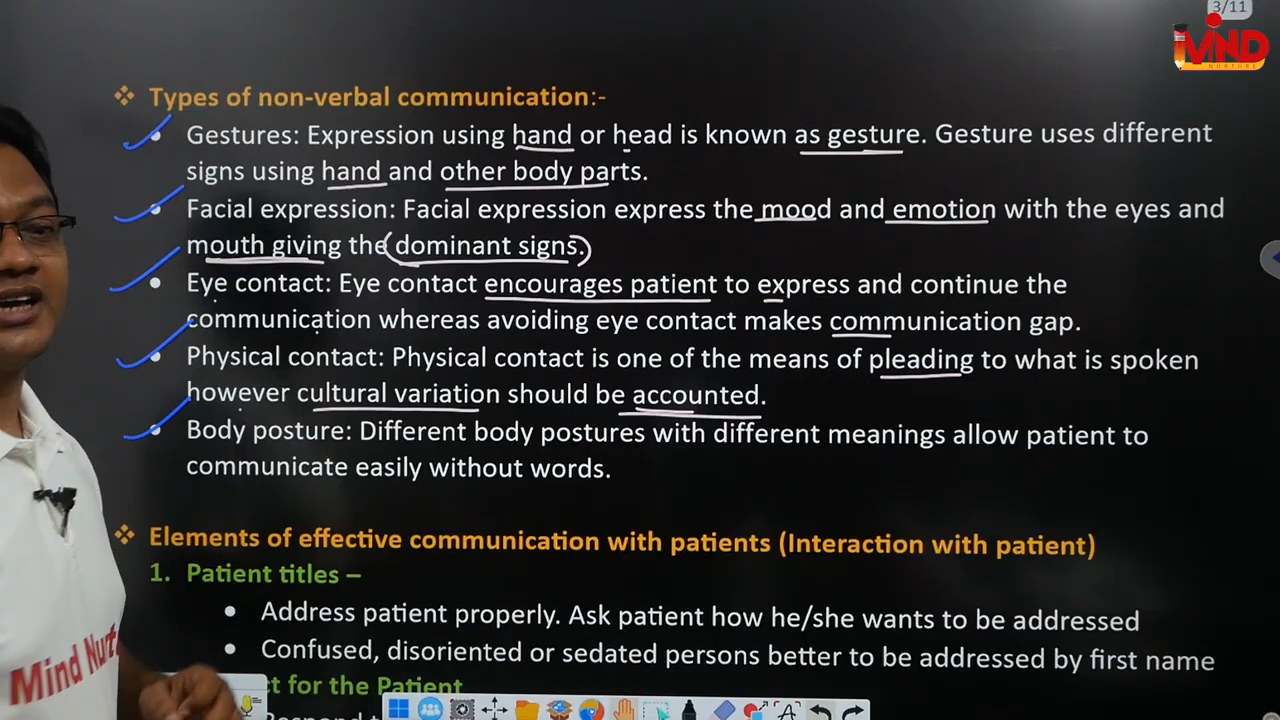 3/11
MIND
NURTURE
Types of non-verbal communication:-
Gestures: Expression using hand or head is known as gesture. Gesture uses different
signs using hand and other body parts.
Facial expression: Facial expression express the mood and emotion with the eyes and
mouth giving the (dominant signs.)
Eye contact: Eye contact encourages patient to express and continue the
communication whereas avoiding eye contact makes communication gap.
Physical contact: Physical contact is one of the means of pleading to what is spoken
however cultural variation should be accounted.
Body posture: Different body postures with different meanings allow patient to
communicate easily without words.
Elements of effective communication with patients (Interaction with patient)
1. Patient titles –
Address patient properly. Ask patient how he/she wants to be addressed
Confused, disoriented or sedated persons better to be addressed by first name
for the Patient
Mind Nurt